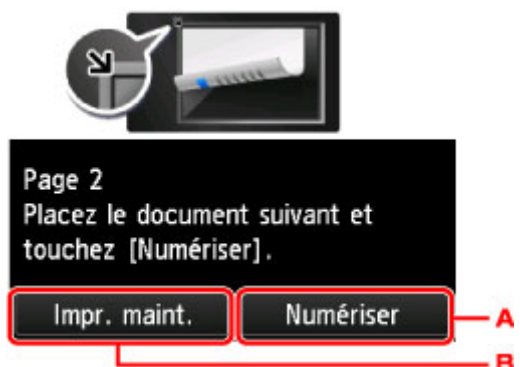 Page 2
Placez le document suivant et
touchez [Numériser].
Impr. maint. Numériser A
B